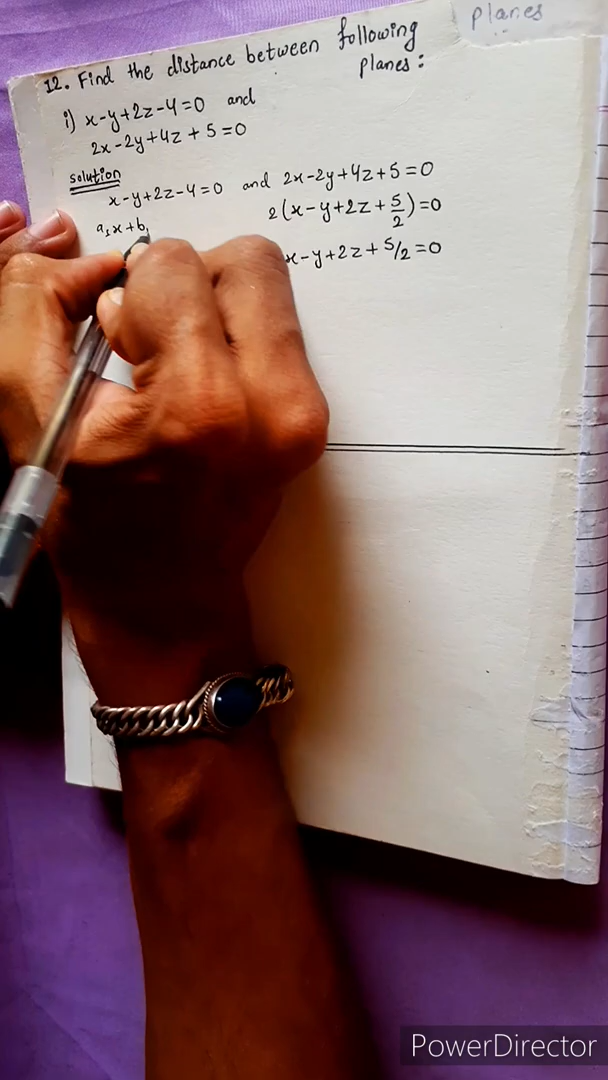 planes
12. Find the distance between following
planes:
i) x-y+2z-4=0 and
2x-2y+4z+5=0
solution
x-y+2z-4=0 and 2x-2y+4z+5=0
2(x-y+2z+5/2)=0
a₁x+b₁
x-y+2z+5/2=0
PowerDirector